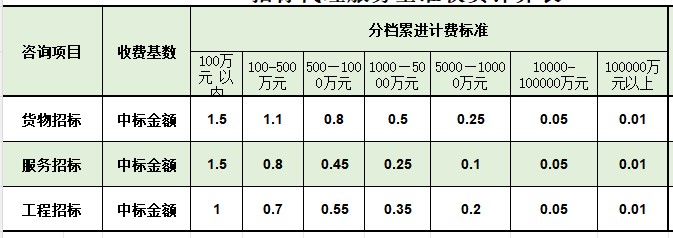 分档累进计费标准
咨询项目 收费基数
100万元 以内 100-500万元 500—1000万元 1000—5000万元 5000-10000万元 10000-100000万元 100000万元以上
货物招标 中标金额 1.5 1.1 0.8 0.5 0.25 0.05 0.01
服务招标 中标金额 1.5 0.8 0.45 0.25 0.1 0.05 0.01
工程招标 中标金额 1 0.7 0.55 0.35 0.2 0.05 0.01